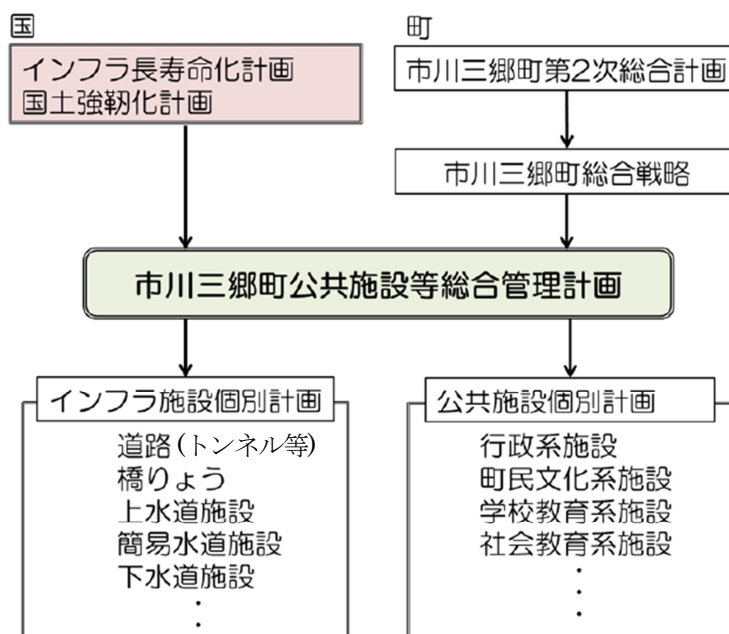 国
インフラ長寿命化計画
国土強靭化計画
町
市川三郷町第2次総合計画
市川三郷町総合戦略
市川三郷町公共施設等総合管理計画
インフラ施設個別計画
道路(トンネル等)
橋りょう
上水道施設
簡易水道施設
下水道施設
・
・
公共施設個別計画
行政系施設
町民文化系施設
学校教育系施設
社会教育系施設
・
・
・